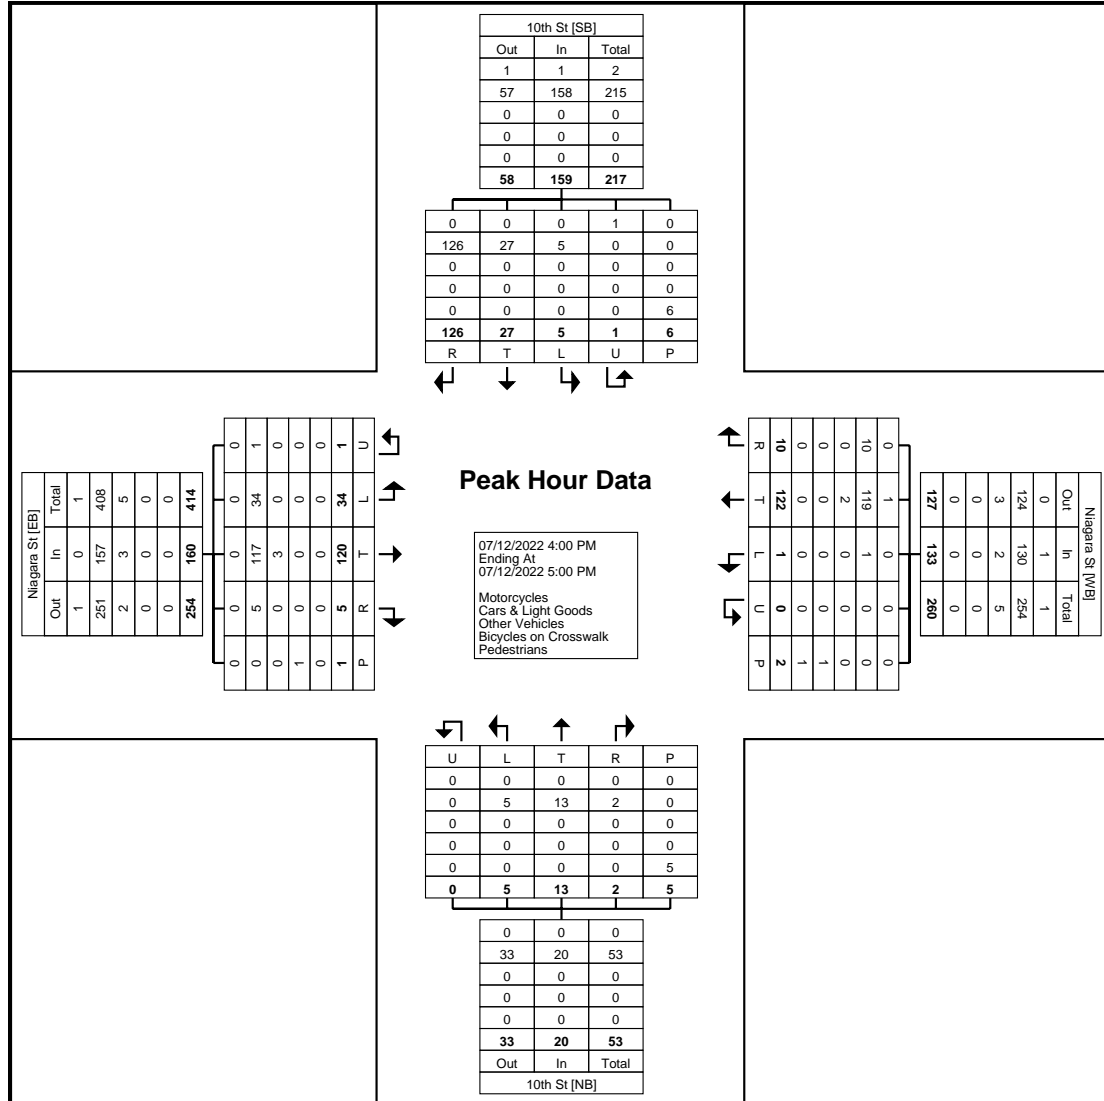 10th St [SB]
Out In Total
1 1 2
57 158 215
0 0 0
0 0 0
0 0 0
58 159 217
0 0 0 1 0
126 27 5 0 0
0 0 0 0 0
0 0 0 0 0
0 0 0 0 6
126 27 5 1 6
R T L U P
Niagara St [EB]
Total In Out
1 0 1
408 157 251
5 3 2
0 0 0
0 0 0
414 160 254
0 0 0 0 0
1 34 117 5 0
0 0 3 0 0
0 0 0 0 1
0 0 0 0 0
1 34 120 5 1
U L T R P
Peak Hour Data
07/12/2022 4:00 PM
Ending At
07/12/2022 5:00 PM
Motorcycles
Cars & Light Goods
Other Vehicles
Bicycles on Crosswalk
Pedestrians
Niagara St [WB]
Out In Total
0 1 1
124 130 254
3 2 5
0 0 0
0 0 0
127 133 260
0 1 0 0 0
10 119 1 0 0
0 2 0 0 0
0 0 0 0 1
0 0 0 0 1
10 122 1 0 2
R T L U P
U L T R P
0 0 0 0 0
0 5 13 2 0
0 0 0 0 0
0 0 0 0 0
0 0 0 0 5
0 5 13 2 5
0 0 0
33 20 53
0 0 0
0 0 0
0 0 0
33 20 53
Out In Total
10th St [NB]